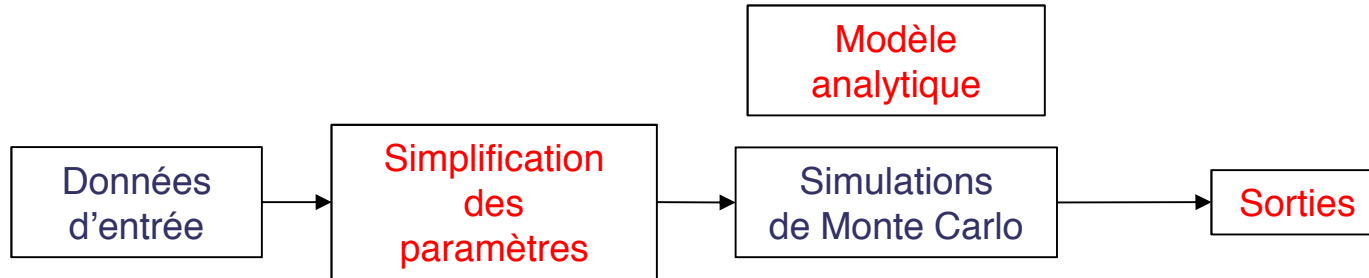 Modèle
analytique
Données
d’entrée
Simplification
des
paramètres
Simulations
de Monte Carlo
Sorties